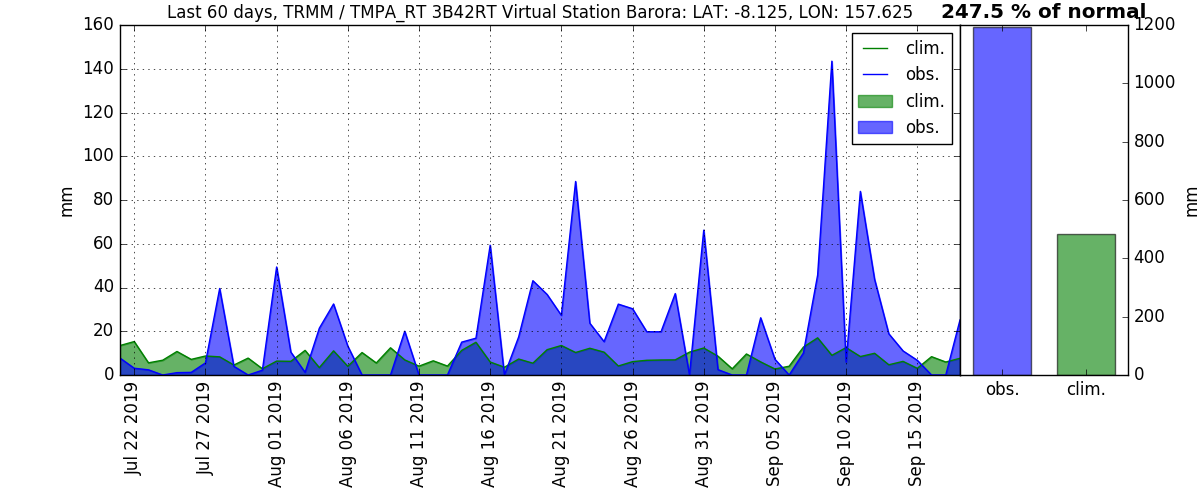 Last 60 days, TRMM / TMPA_RT 3B42RT Virtual Station Barora: LAT: -8.125, LON: 157.625
247.5 % of normal
160
140
120
100
80
60
40
20
0
mm
clim.
obs.
clim.
obs.
1200
1000
800
600
400
200
0
mm
obs.
clim.
Jul 22 2019
Jul 27 2019
Aug 01 2019
Aug 06 2019
Aug 11 2019
Aug 16 2019
Aug 21 2019
Aug 26 2019
Aug 31 2019
Sep 05 2019
Sep 10 2019
Sep 15 2019